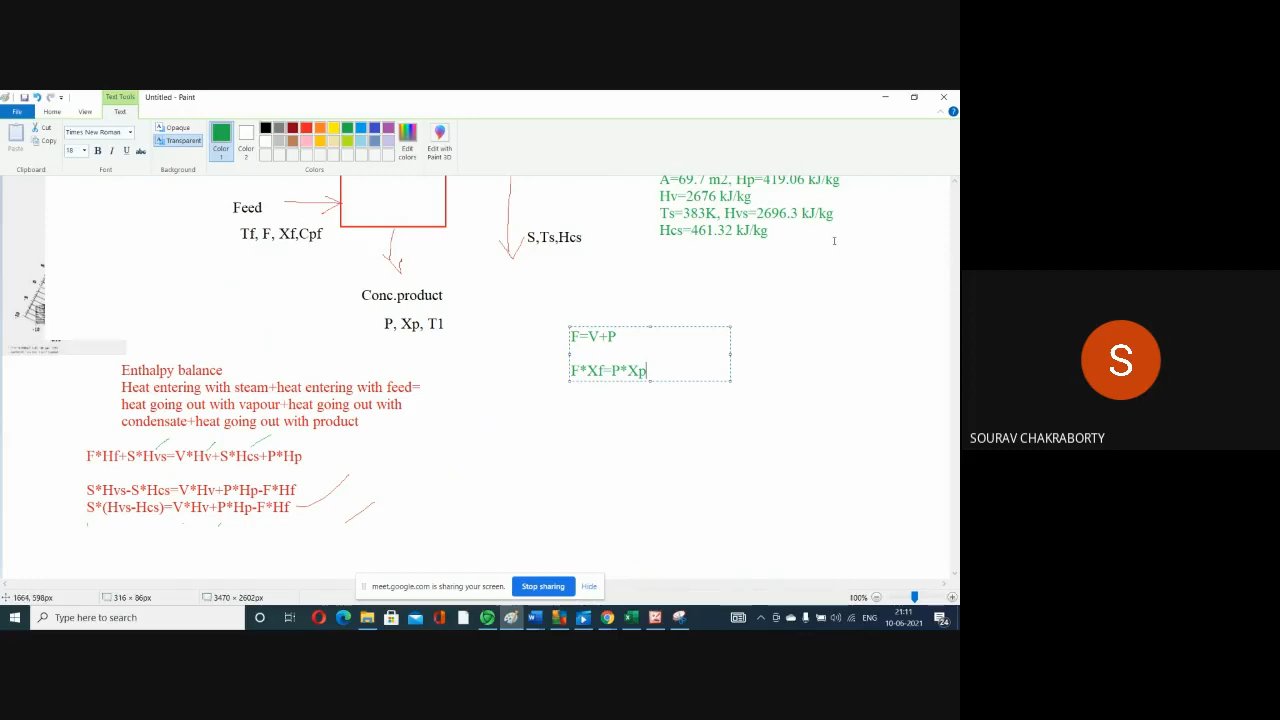 Text Tools
Untitled - Paint
File
Home
View
Text
Paste
Cut
Copy
Clipboard
Times New Roman
18
B I U abc
Font
Opaque
Transparent
Background
Color 1
Color 2
Edit colors
Edit with Paint 3D
Colors
A=69.7 m2, Hp=419.06 kJ/kg
Hv=2676 kJ/kg
Ts=383K, Hvs=2696.3 kJ/kg
Hcs=461.32 kJ/kg
Feed
Tf, F, Xf,Cpf
S,Ts,Hcs
Conc.product
P, Xp, T1
F=V+P
F*Xf=P*Xp
Enthalpy balance
Heat entering with steam+heat entering with feed=
heat going out with vapour+heat going out with
condensate+heat going out with product
F*Hf+S*Hvs=V*Hv+S*Hcs+P*Hp
S*Hvs-S*Hcs=V*Hv+P*Hp-F*Hf
S*(Hvs-Hcs)=V*Hv+P*Hp-F*Hf
SOURAV CHAKRABORTY
S
meet.google.com is sharing your screen.
Stop sharing
Hide
1664, 598px
316 × 86px
3470 × 2602px
100%
Type here to search
ENG
21:11
10-06-2021
24